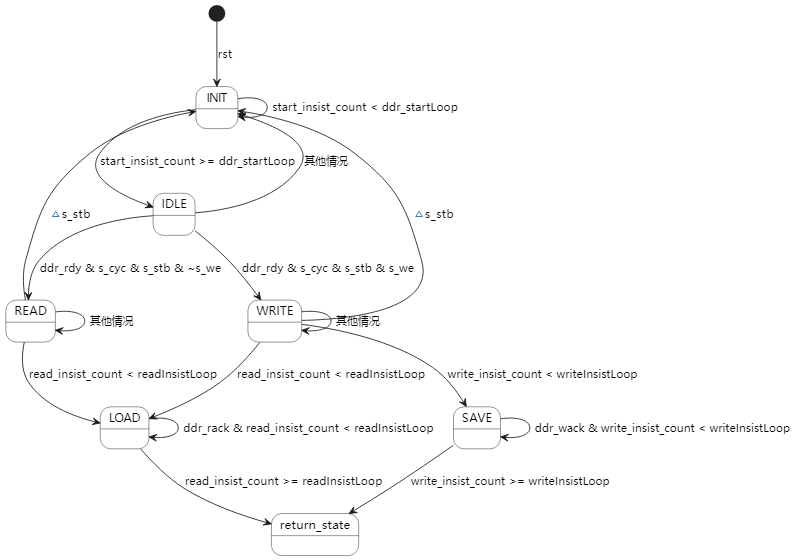 rst
INIT
start_insist_count < ddr_startLoop
start_insist_count >= ddr_startLoop
其他情况
IDLE
△s_stb
△s_stb
ddr_rdy & s_cyc & s_stb & ~s_we
ddr_rdy & s_cyc & s_stb & s_we
READ
其他情况
WRITE
其他情况
read_insist_count < readInsistLoop
read_insist_count < readInsistLoop
write_insist_count < writeInsistLoop
LOAD
ddr_rack & read_insist_count < readInsistLoop
SAVE
ddr_wack & write_insist_count < writeInsistLoop
read_insist_count >= readInsistLoop
write_insist_count >= writeInsistLoop
return_state